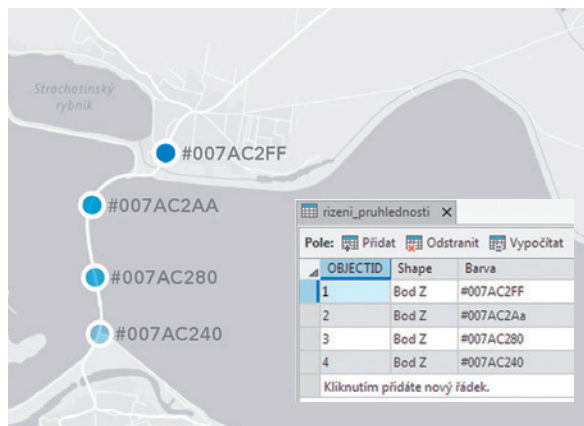 Strachotínský
rybník
#007AC2FF
#007AC2AA
#007AC280
#007AC240
rizeni_pruhlednosti X
Pole: Přidat Odstranit Vypočítat
OBJECTID Shape Barva
1 Bod Z #007AC2FF
2 Bod Z #007AC2Aa
3 Bod Z #007AC280
4 Bod Z #007AC240
Kliknutím přidáte nový řádek.